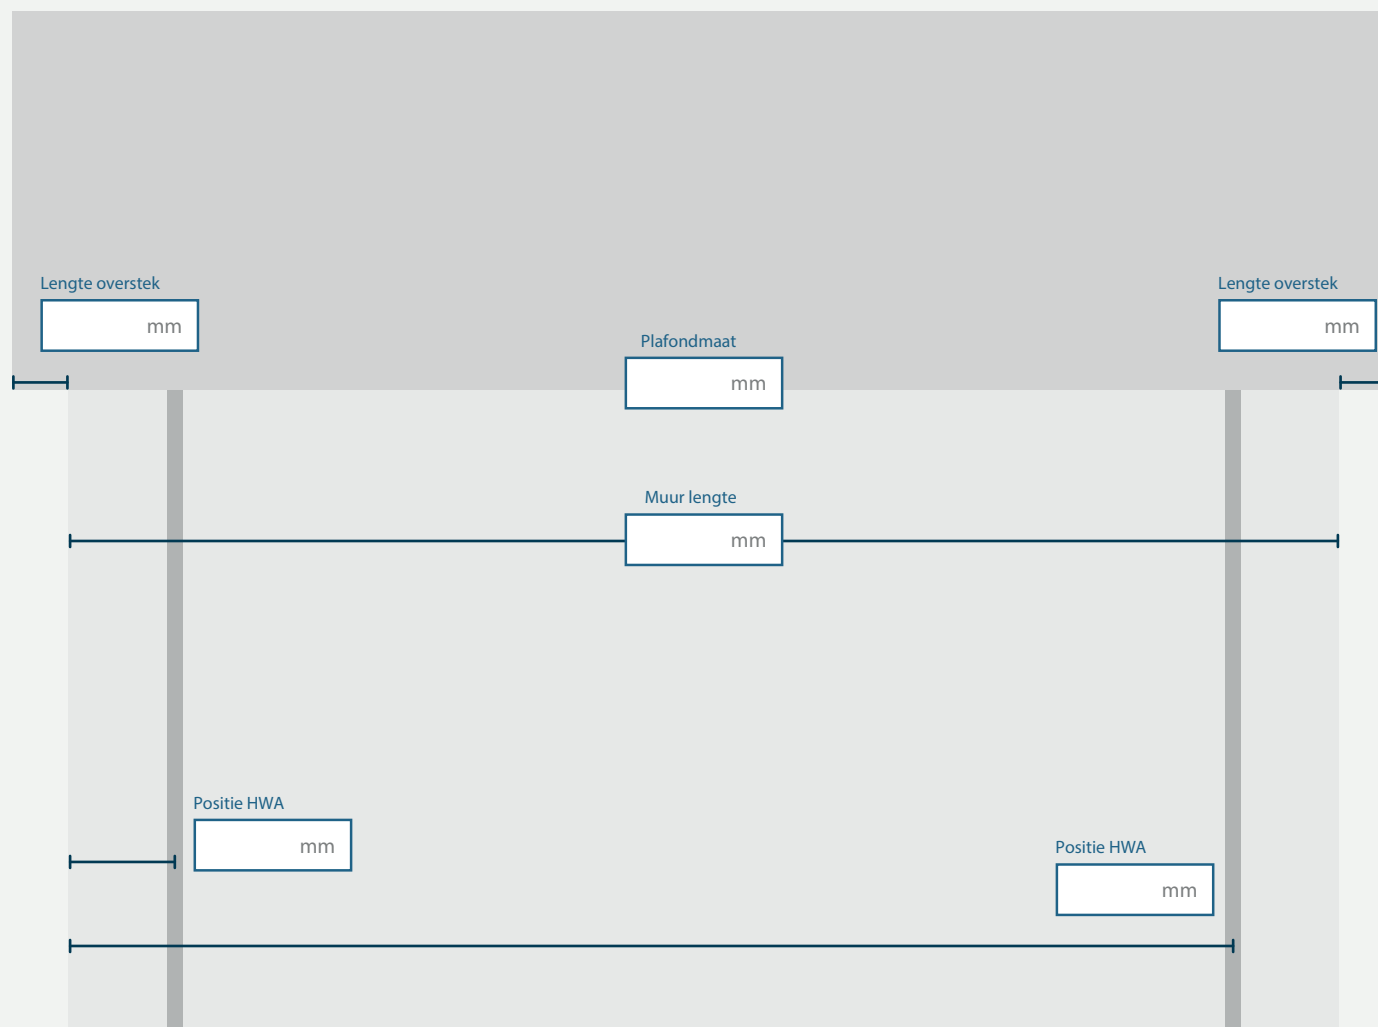 Lengte overstek
mm
Lengte overstek
mm
Plafondmaat
mm
Muur lengte
mm
Positie HWA
mm
Positie HWA
mm